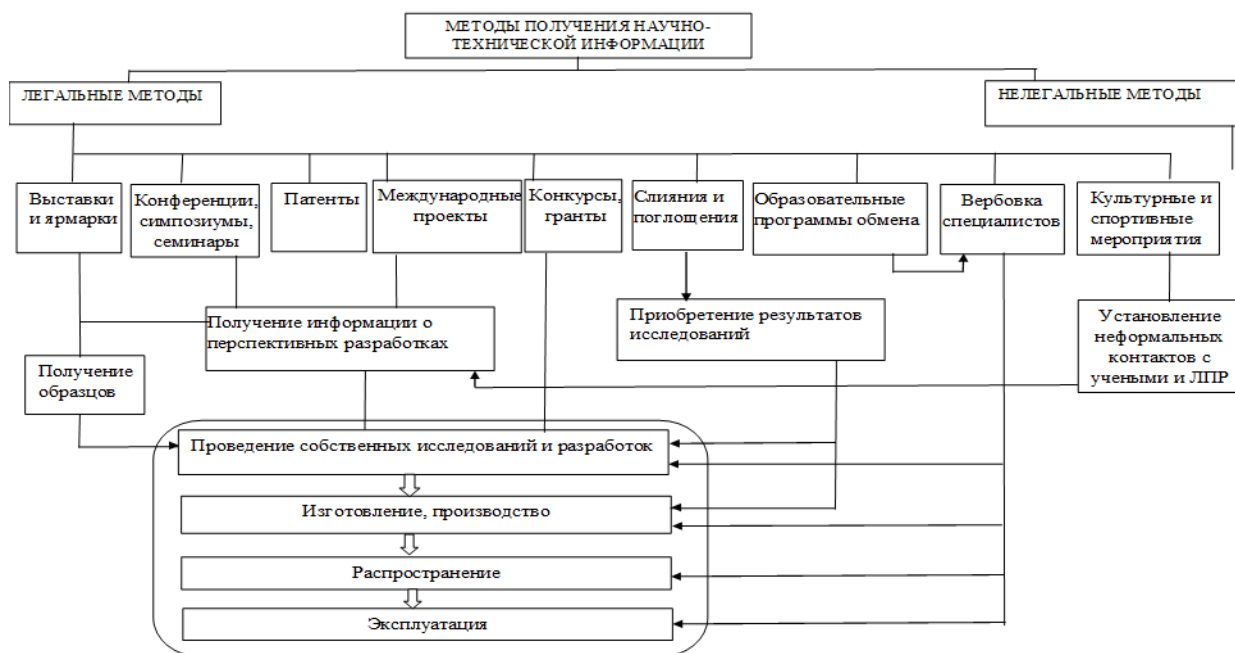 МЕТОДЫ ПОЛУЧЕНИЯ НАУЧНО-
ТЕХНИЧЕСКОЙ ИНФОРМАЦИИ
ЛЕГАЛЬНЫЕ МЕТОДЫ
НЕЛЕГАЛЬНЫЕ МЕТОДЫ
Выставки
и ярмарки
Конференции,
симпозиумы,
семинары
Патенты
Международные
проекты
Конкурсы,
гранты
Слияния и
поглощения
Образовательные
программы обмена
Вербовка
специалистов
Культурные и
спортивные
мероприятия
Получение информации о
перспективных разработках
Приобретение результатов
исследований
Установление
неформальных
контактов с
учеными и ЛПР
Получение
образцов
Проведение собственных исследований и разработок
Изготовление, производство
Распространение
Эксплуатация